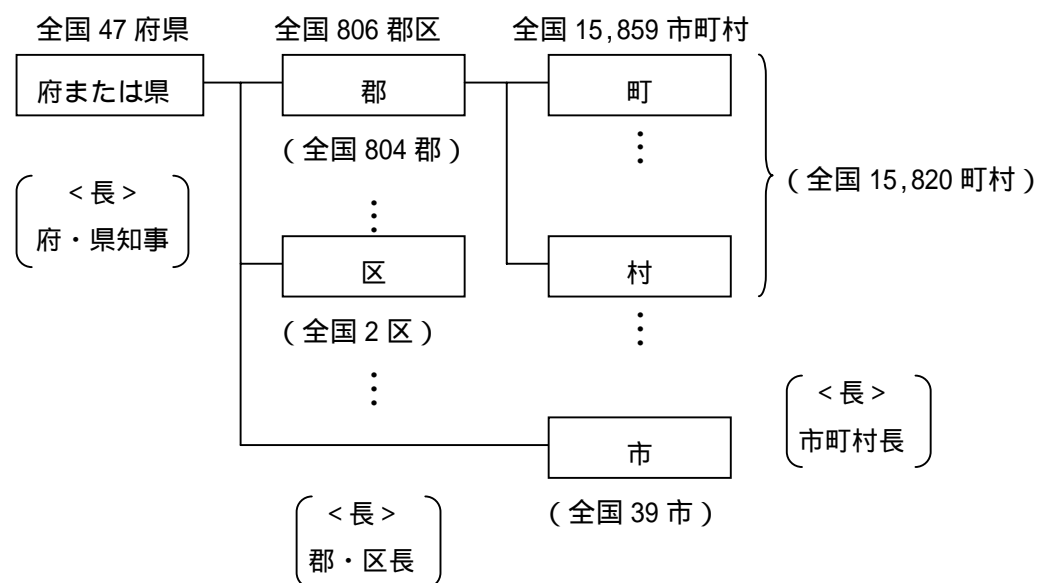 全国 47 府県
全国 806 郡区
全国 15,859 市町村
府または県
郡
町
(全国 804 郡)
⋮
(全国 15,820 町村)
<長>
府・県知事
⋮
区
村
(全国 2 区)
⋮
⋮
<長>
市町村長
市
(全国 39 市)
<長>
郡・区長